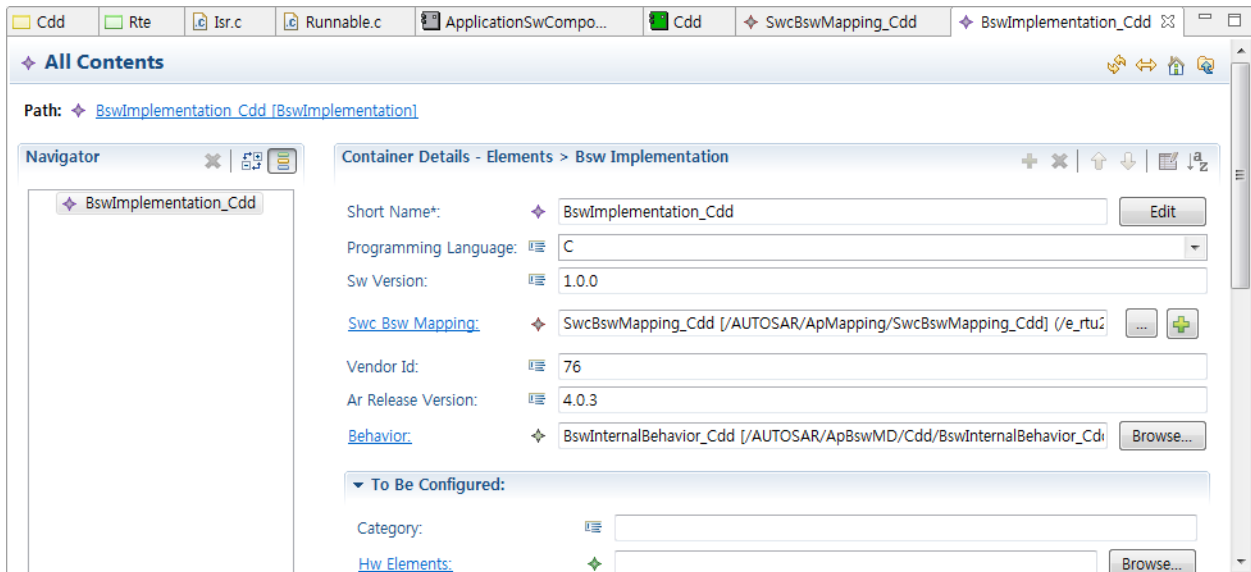 Cdd Rte Isr.c Runnable.c ApplicationSwCompo... Cdd SwcBswMapping_Cdd BswImplementation_Cdd
All Contents
Path: BswImplementation_Cdd [BswImplementation]
Navigator
BswImplementation_Cdd
Container Details - Elements > Bsw Implementation
Short Name*: BswImplementation_Cdd Edit
Programming Language: C
Sw Version: 1.0.0
Swc Bsw Mapping: SwcBswMapping_Cdd [/AUTOSAR/ApMapping/SwcBswMapping_Cdd] (/e_rtu2 ...
Vendor Id: 76
Ar Release Version: 4.0.3
Behavior: BswInternalBehavior_Cdd [/AUTOSAR/ApBswMD/Cdd/BswInternalBehavior_Cd Browse...
To Be Configured:
Category:
Hw Elements: Browse...